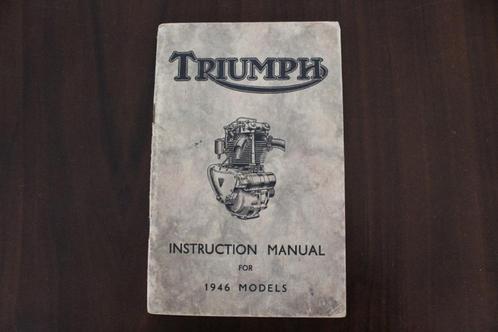 TRIUMPH
INSTRUCTION MANUAL
FOR
1946 MODELS